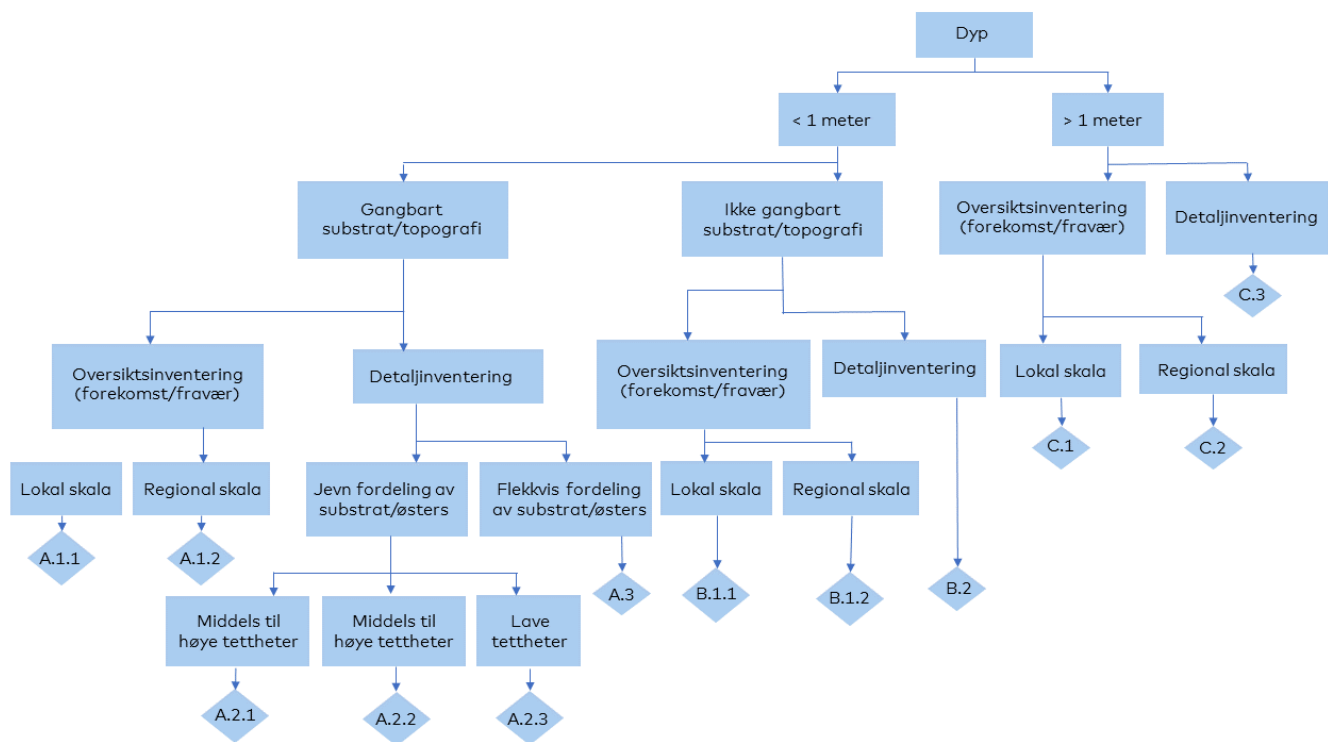 Dyp
< 1 meter
> 1 meter
Gangbart
substrat/topografi
Ikke gangbart
substrat/topografi
Oversiktsinventering
(forekomst/fravær)
Detaljinventering
C.3
Oversiktsinventering
(forekomst/fravær)
Detaljinventering
Oversiktsinventering
(forekomst/fravær)
Detaljinventering
Lokal skala
Regional skala
C.1
C.2
Lokal skala
Regional skala
Jevn fordeling av
substrat/østers
Flekkvis fordeling
av substrat/østers
Lokal skala
Regional skala
A.1.1
A.1.2
A.3
B.1.1
B.1.2
B.2
Middels til
høye tettheter
Middels til
høye tettheter
Lave
tettheter
A.2.1
A.2.2
A.2.3